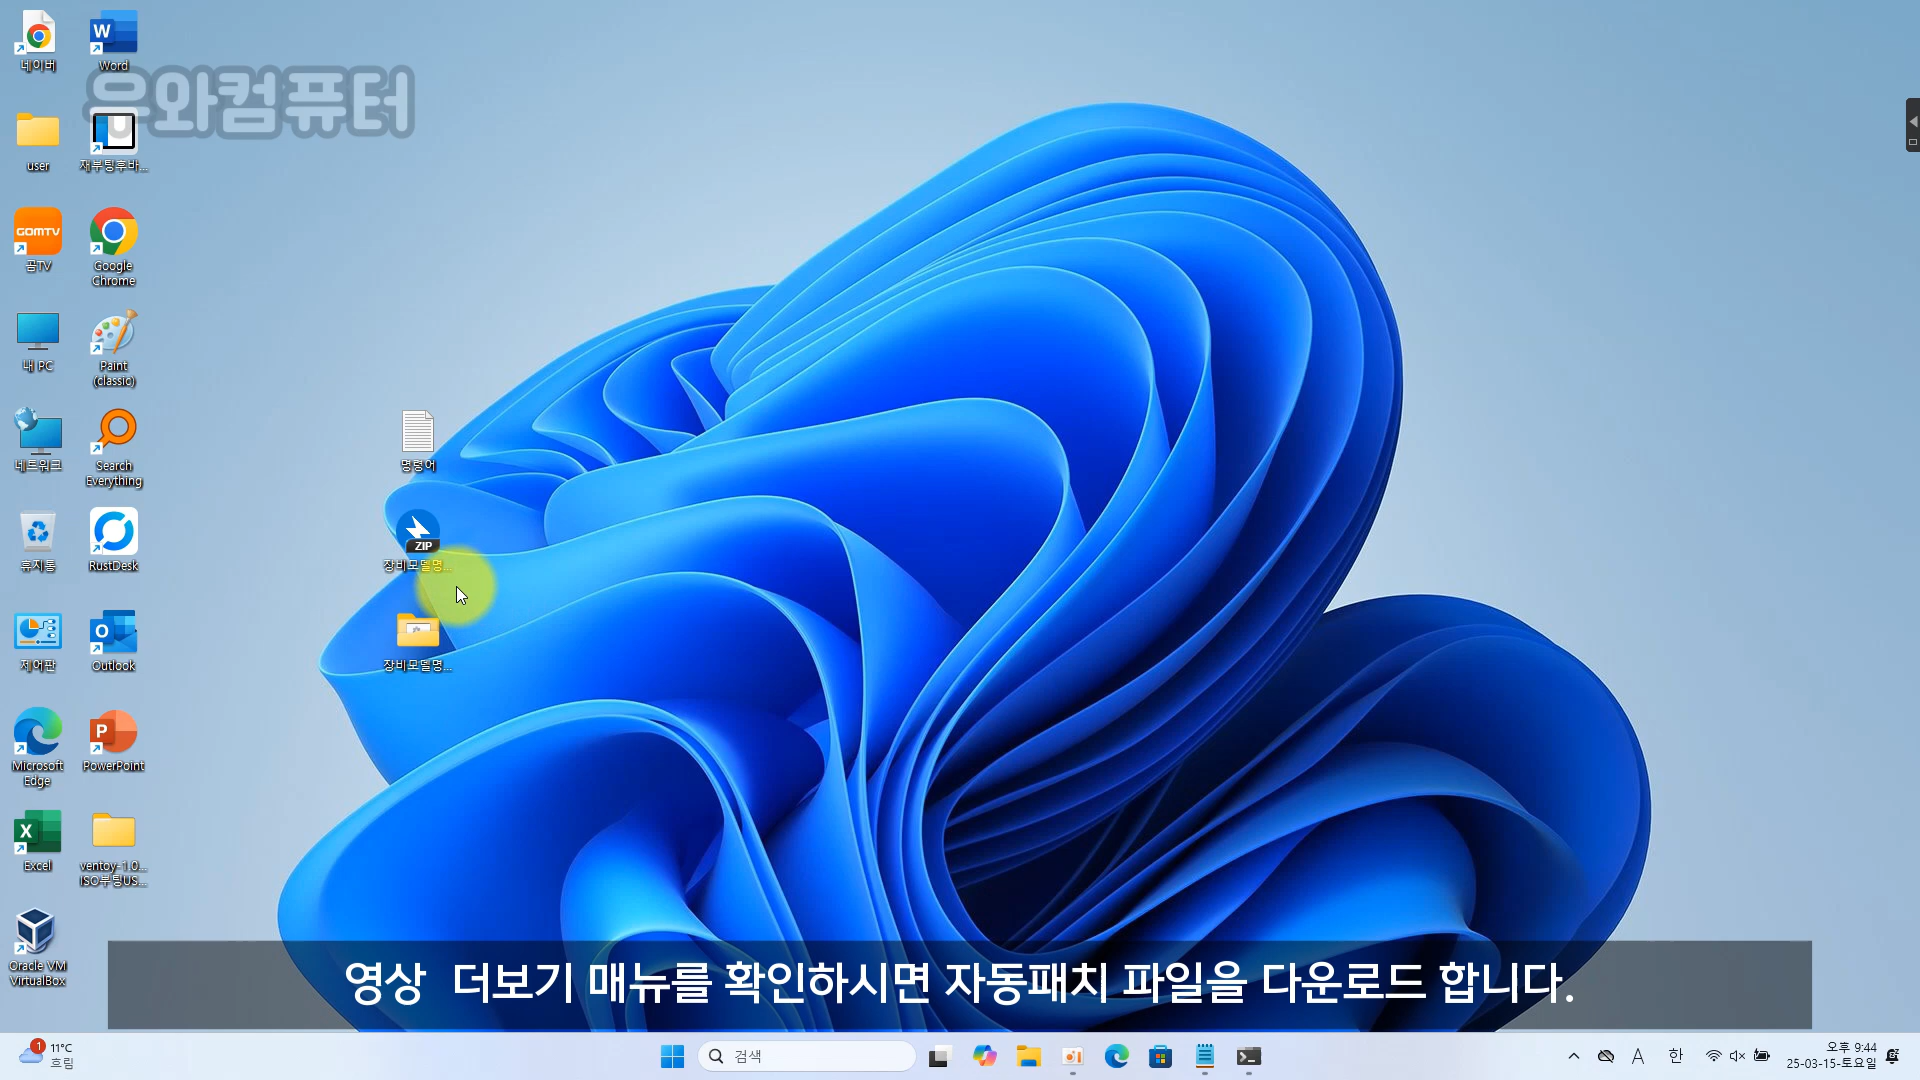 네이버
Word
우와컴퓨터
user
재부팅후바...
GOMTV
곰TV
Google
Chrome
내 PC
Paint
(classic)
네트워크
Search
Everything
명령어
휴지통
RustDesk
ZIP
장비모델명...
제어판
Outlook
장비모델명...
Microsoft
Edge
PowerPoint
Excel
ventoy-1.0...
ISO부팅US...
Oracle VM
VirtualBox
영상 더보기 매뉴를 확인하시면 자동패치 파일을 다운로드 합니다.
1
11°C
흐림
검색
A
한
오후 9:44
25-03-15-토요일